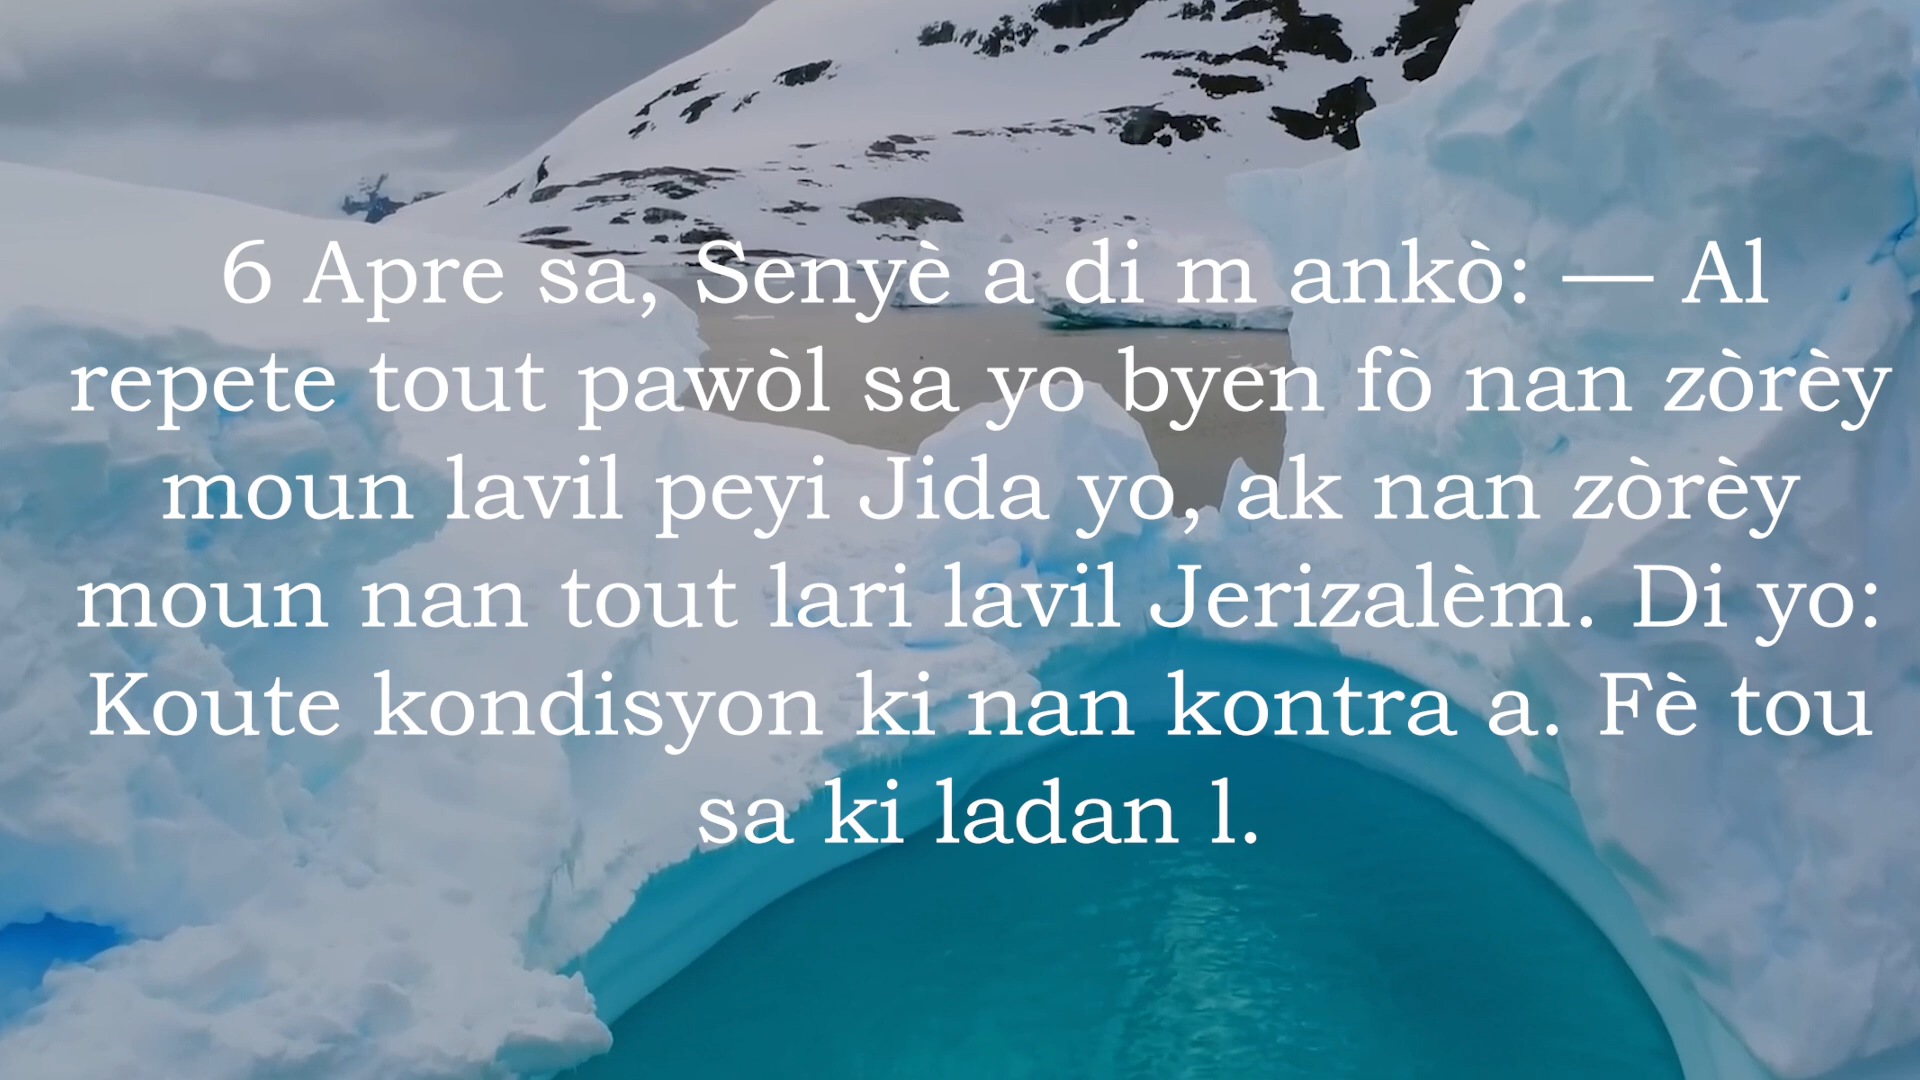 6 Apre sa, Senyè a di m ankò: — Al
repete tout pawòl sa yo byen fò nan zòrèy
moun lavil peyi Jida yo, ak nan zòrèy
moun nan tout lari lavil Jerizalèm. Di yo:
Koute kondisyon ki nan kontra a. Fè tou
sa ki ladan l.